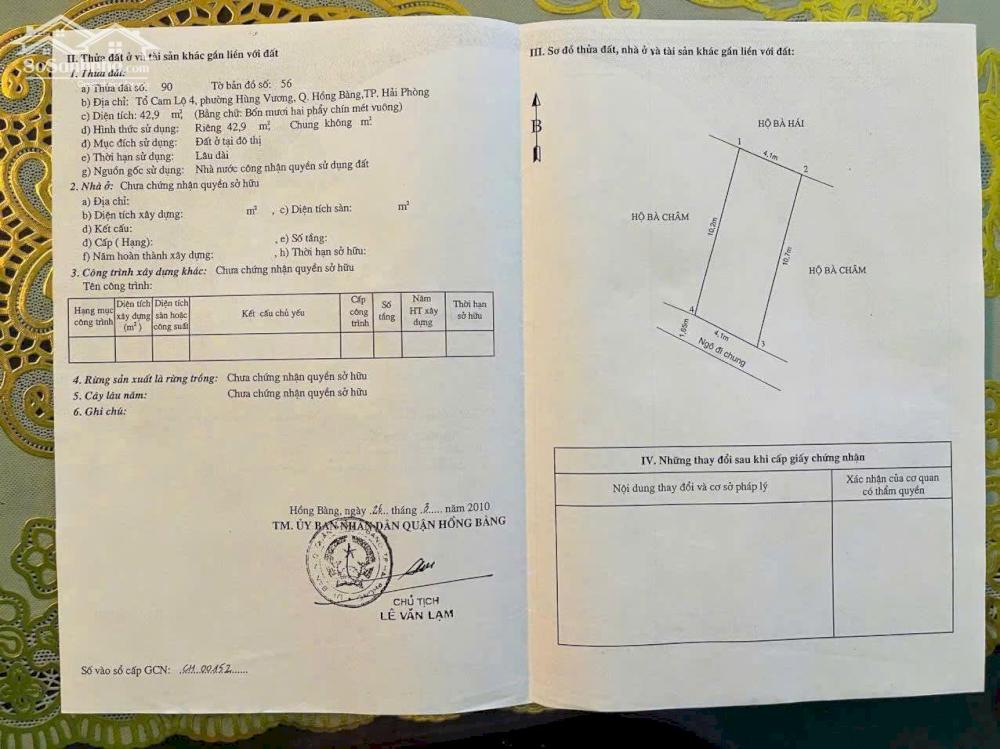 SoSanhNha.com
II. Thửa đất ở và tài sản khác gắn liền với đất
1. Thửa đất:
a) Thửa đất số: 90 Tờ bản đồ số: 56
b) Địa chỉ: Tổ Cam Lộ 4, phường Hùng Vương, Q. Hồng Bàng,TP. Hải Phòng
c) Diện tích: 42,9 m², (Bằng chữ: Bốn mươi hai phẩy chín mét vuông)
d) Hình thức sử dụng: Riêng 42,9 m², Chung không m²
đ) Mục đích sử dụng: Đất ở tại đô thị
e) Thời hạn sử dụng: Lâu dài
g) Nguồn gốc sử dụng: Nhà nước công nhận quyền sử dụng đất
2. Nhà ở: Chưa chứng nhận quyền sở hữu
a) Địa chỉ:
b) Diện tích xây dựng: m² , c) Diện tích sàn: m²
d) Kết cấu:
đ) Cấp ( Hạng): , e) Số tầng:
f) Năm hoàn thành xây dựng: , h) Thời hạn sở hữu:
3. Công trình xây dựng khác: Chưa chứng nhận quyền sở hữu
Tên công trình:
Hạng mục công trình
Diện tích xây dựng (m²)
Diện tích sàn hoặc công suất
Kết cấu chủ yếu
Cấp công trình
Số tầng
Năm HT xây dựng
Thời hạn sở hữu
4. Rừng sản xuất là rừng trồng: Chưa chứng nhận quyền sở hữu
5. Cây lâu năm: Chưa chứng nhận quyền sở hữu
6. Ghi chú:
Hồng Bàng, ngày tháng năm 2010
TM. ỦY BAN NHÂN DÂN QUẬN HỒNG BÀNG
CHỦ TỊCH
LÊ VĂN LẠM
Số vào sổ cấp GCN: CH 00152
III. Sơ đồ thửa đất, nhà ở và tài sản khác gắn liền với đất:
B
HỘ BÀ HẢI
1
4,1m
2
HỘ BÀ CHÂM
10,2m
10,7m
HỘ BÀ CHÂM
4
1,65m
4,1m
3
Ngõ đi chung
IV. Những thay đổi sau khi cấp giấy chứng nhận
Nội dung thay đổi và cơ sở pháp lý
Xác nhận của cơ quan
có thẩm quyền